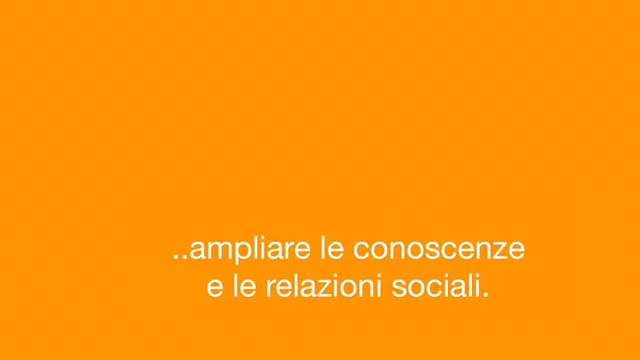 ..ampliare le conoscenze
e le relazioni sociali.